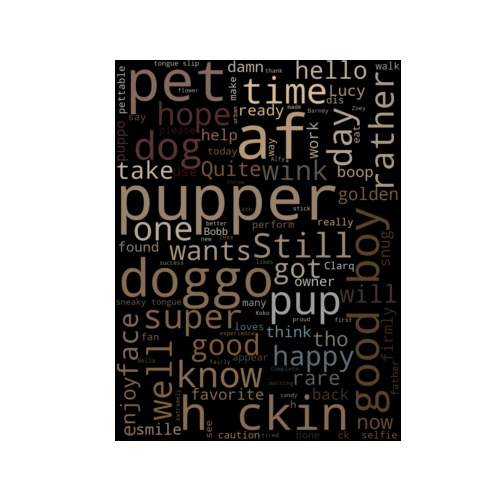 tongue slip
damn
thank
hello
walk
pettable
pet
flower
make
time
Lucy
dis
rather
say
hope
urban
ready
made
Barney
Zoey
day
puppo
please
dog
help
af
way
work
eat
today
Alfy
take
use
Quite
wink
boop
golden
pupper
6th
stick
one
better
Bobb
new
Zeke
perform
really
good boy
snug
found
wants
Still
likes
success
doggo
got
Clarq
owner
sneaky tongue
many
pup
will
Koko
proud
first
enjoy
face
super
loves
experience
think
tho
firmly
fan
well
good
fairly
appear
happy
Bella
know
Complete
morning
rare
father
extremely
favorite
sandy
back
smile
h ckin
h
now
see
caution
tired
bone
ck
selfie